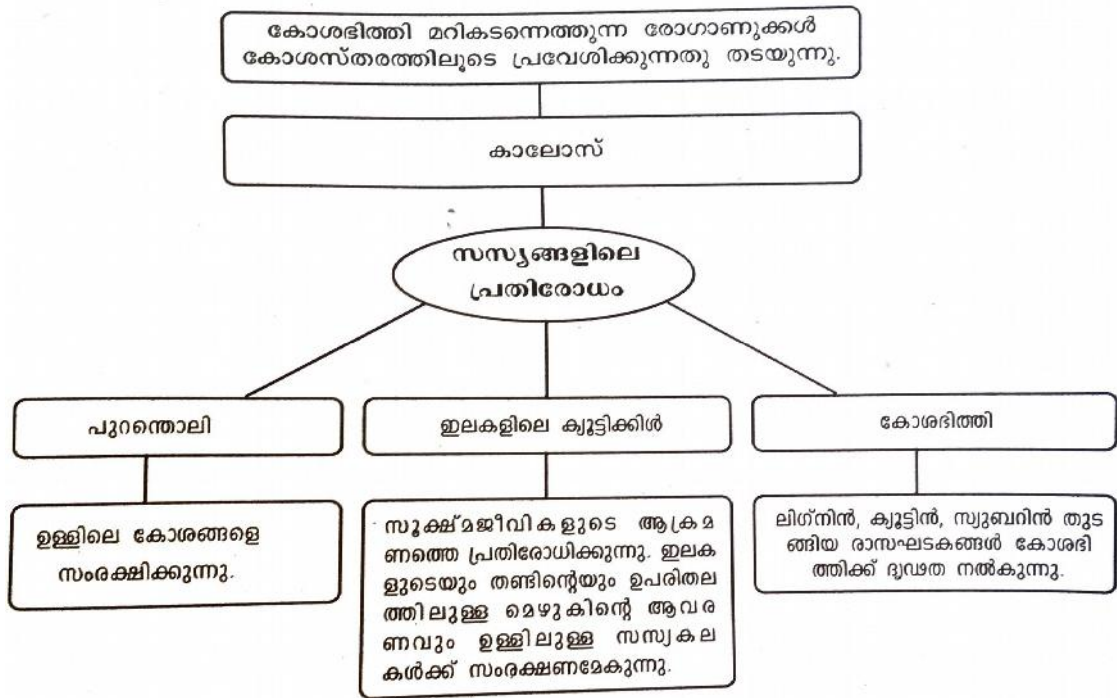 കോശഭിത്തി മറികടന്നെത്തുന്ന രോഗാണുക്കൾ
കോശസ്തരത്തിലൂടെ പ്രവേശിക്കുന്നതു തടയുന്നു.
കാലോസ്
സസ്യങ്ങളിലെ
പ്രതിരോധം
പുറന്തൊലി
ഉള്ളിലെ കോശങ്ങളെ
സംരക്ഷിക്കുന്നു.
ഇലകളിലെ ക്യൂട്ടിക്കിൾ
സൂക്ഷ്മജീവികളുടെ ആക്രമ
ണത്തെ പ്രതിരോധിക്കുന്നു. ഇലക
ളുടെയും തണ്ടിന്റെയും ഉപരിതല
ത്തിലുള്ള മെഴുകിന്റെ ആവര
ണവും ഉള്ളിലുള്ള സസ്യകല
കൾക്ക് സംരക്ഷണമേകുന്നു.
കോശഭിത്തി
ലിഗ്നിൻ, ക്യൂട്ടിൻ, സ്യുബറിൻ തുട
ങ്ങിയ രാസഘടകങ്ങൾ കോശഭി
ത്തിക്ക് ദൃഢത നൽകുന്നു.